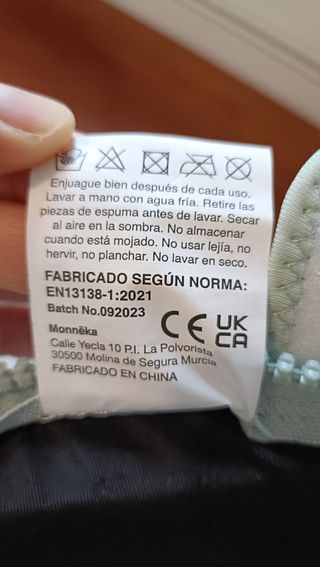 Enjuague bien después de cada uso.
Lavar a mano con agua fría. Retire las
piezas de espuma antes de lavar. Secar
al aire en la sombra. No almacenar
cuando está mojado. No usar lejía, no
hervir, no planchar. No lavar en seco.
FABRICADO SEGÚN NORMA:
EN13138-1:2021
Batch No.092023
CE UK CA
Monnëka
Calle Yecla 10 P.I. La Polvorista
30500 Molina de Segura Murcia
FABRICADO EN CHINA